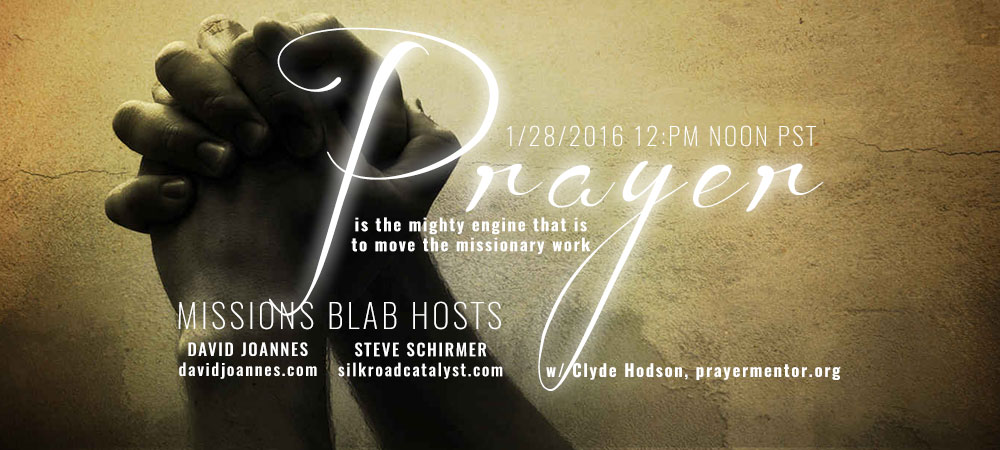 1/28/2016 12:PM NOON PST
Prayer
is the mighty engine that is
to move the missionary work
MISSIONS BLAB HOSTS
DAVID JOANNES STEVE SCHIRMER
davidjoannes.com silkroadcatalyst.com
w/ Clyde Hodson, prayermentor.org